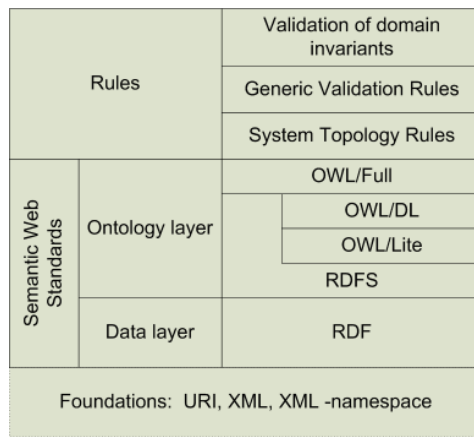 Rules
Validation of domain
invariants
Generic Validation Rules
System Topology Rules
Semantic Web
Standards
Ontology layer
OWL/Full
OWL/DL
OWL/Lite
RDFS
Data layer
RDF
Foundations: URI, XML, XML -namespace